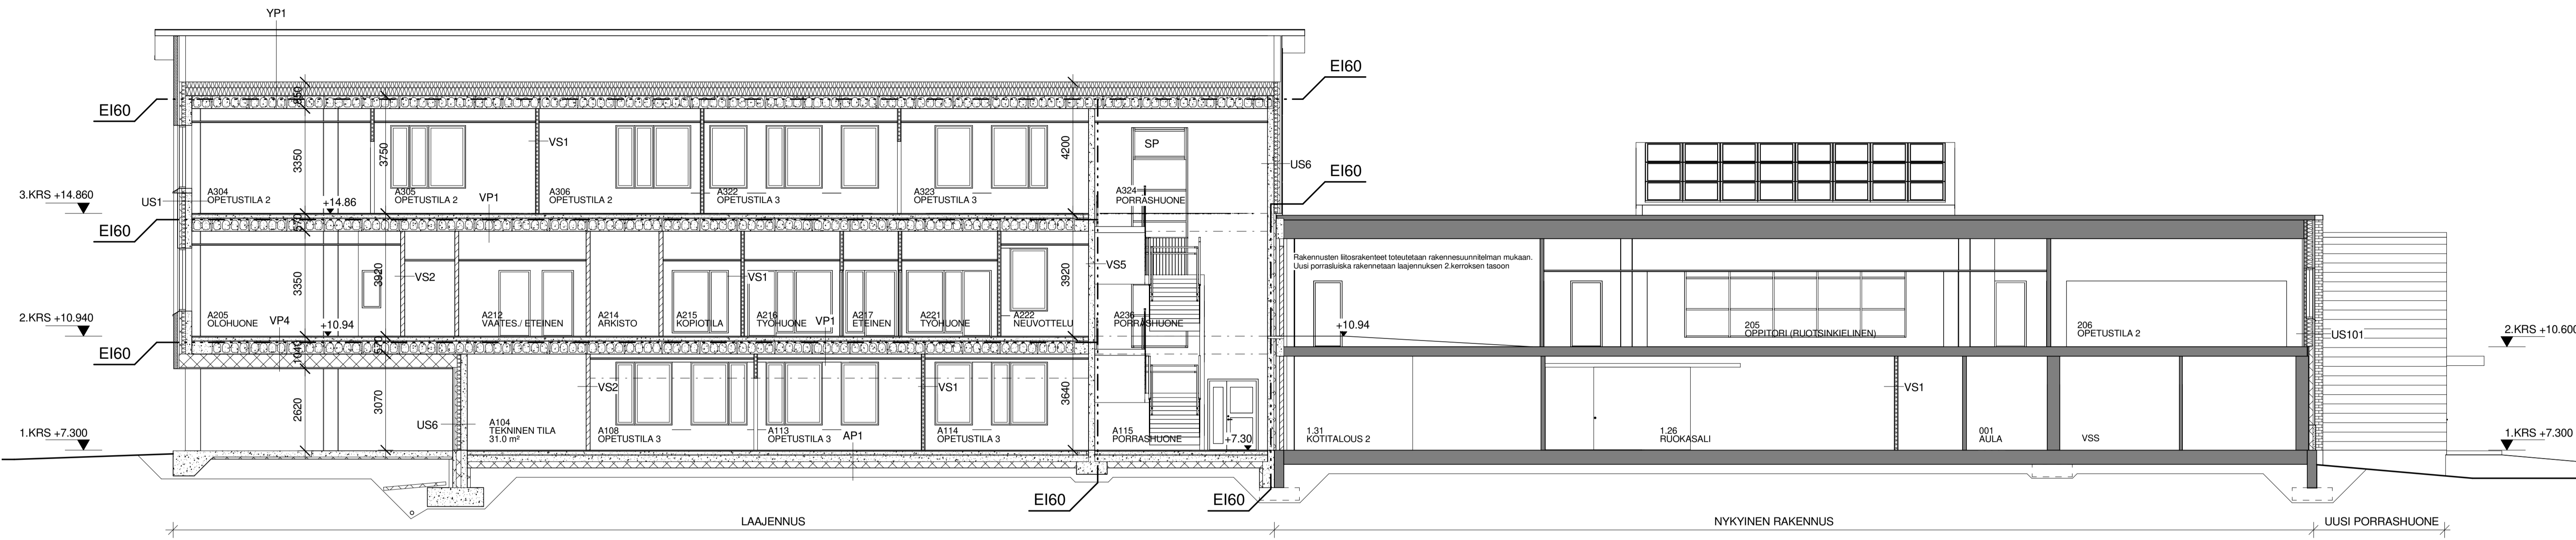 YP1
EI60
EI60
650
3350
3750
4200
VS1
SP
US6
EI60
3.KRS +14.860
US1
A304
OPETUSTILA 2
+14.86
A305
OPETUSTILA 2
VP1
A306
OPETUSTILA 2
A322
OPETUSTILA 3
A323
OPETUSTILA 3
A324
PORRASHUONE
EI60
570
3350
3920
VS2
VS1
3920
VS5
Rakennusten liitosrakenteet toteutetaan rakennesuunnitelman mukaan.
Uusi porrasluiska rakennetaan laajennuksen 2.kerroksen tasoon
2.KRS +10.940
A205
OLOHUONE
VP4
+10.94
A212
VAATES./ ETEINEN
A214
ARKISTO
A215
KOPIOTILA
A216
TYÖHUONE
VP1
A217
ETEINEN
A221
TYÖHUONE
A222
NEUVOTTELU
A236
PORRASHUONE
+10.94
205
OPPITORI (RUOTSINKIELINEN)
206
OPETUSTILA 2
US101
2.KRS +10.600
EI60
1040
570
2620
3070
VS2
VS1
3640
VS1
1.KRS +7.300
US6
A104
TEKNINEN TILA
31.0 m²
A108
OPETUSTILA 3
A113
OPETUSTILA 3
AP1
A114
OPETUSTILA 3
A115
PORRASHUONE
+7.30
1.31
KOTITALOUS 2
1.26
RUOKASALI
001
AULA
VSS
1.KRS +7.300
EI60
EI60
LAAJENNUS
NYKYINEN RAKENNUS
UUSI PORRASHUONE